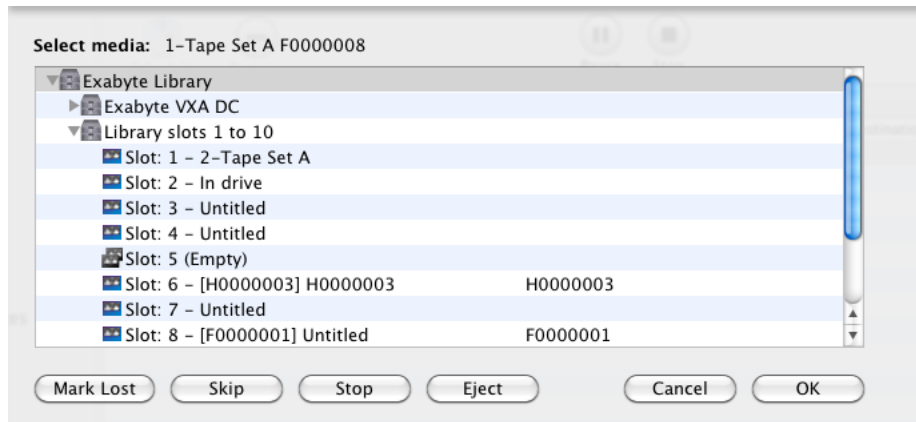 Select media: 1-Tape Set A F0000008
Exabyte Library
Exabyte VXA DC
Library slots 1 to 10
Slot: 1 - 2-Tape Set A
Slot: 2 - In drive
Slot: 3 - Untitled
Slot: 4 - Untitled
Slot: 5 (Empty)
Slot: 6 - [H0000003] H0000003 H0000003
Slot: 7 - Untitled
Slot: 8 - [F0000001] Untitled F0000001
Mark Lost Skip Stop Eject Cancel OK